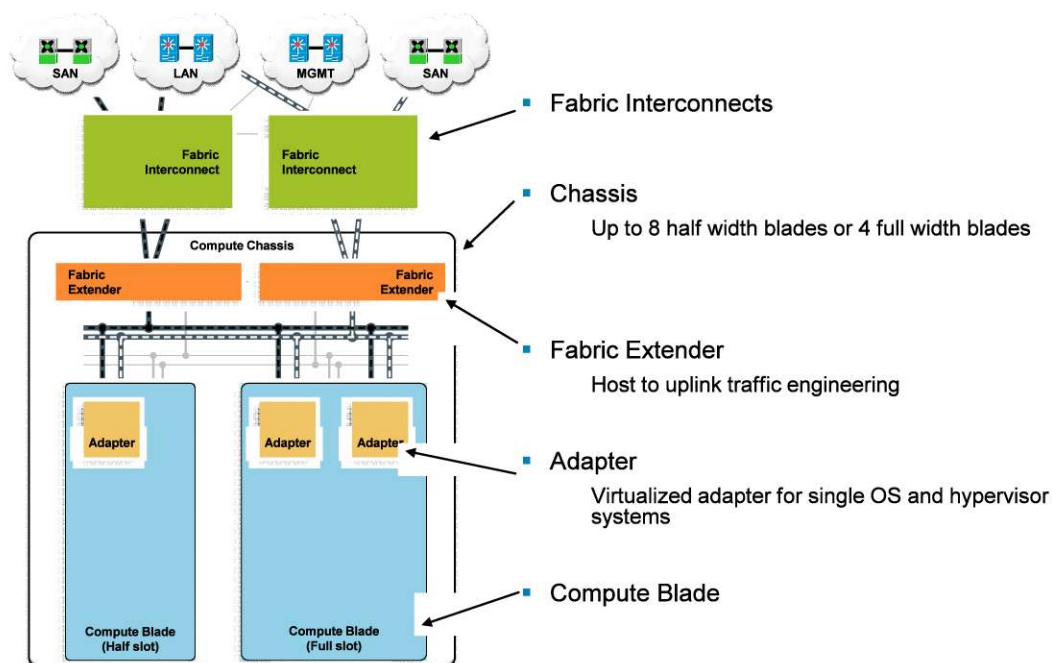 SAN
LAN
MGMT
SAN
Fabric
Interconnect
Fabric
Interconnect
Compute Chassis
Fabric
Extender
Fabric
Extender
Adapter
Adapter
Adapter
Compute Blade
(Half slot)
Compute Blade
(Full slot)
Fabric Interconnects
Chassis
Up to 8 half width blades or 4 full width blades
Fabric Extender
Host to uplink traffic engineering
Adapter
Virtualized adapter for single OS and hypervisor
systems
Compute Blade